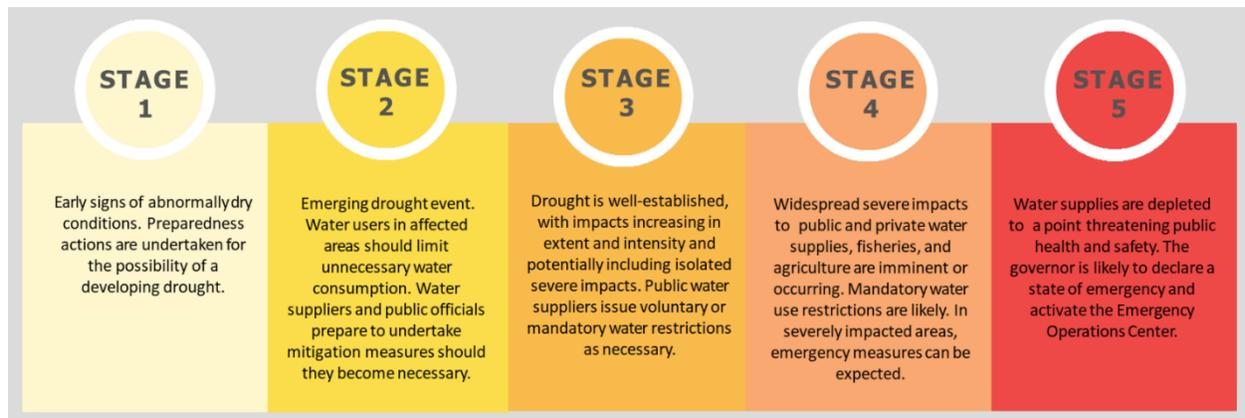 STAGE
1
Early signs of abnormally dry
conditions. Preparedness
actions are undertaken for
the possibility of a
developing drought.
STAGE
2
Emerging drought event.
Water users in affected
areas should limit
unnecessary water
consumption. Water
suppliers and public officials
prepare to undertake
mitigation measures should
they become necessary.
STAGE
3
Drought is well-established,
with impacts increasing in
extent and intensity and
potentially including isolated
severe impacts. Public water
suppliers issue voluntary or
mandatory water restrictions
as necessary.
STAGE
4
Widespread severe impacts
to public and private water
supplies, fisheries, and
agriculture are imminent or
occurring. Mandatory water
use restrictions are likely. In
severely impacted areas,
emergency measures can be
expected.
STAGE
5
Water supplies are depleted
to a point threatening public
health and safety. The
governor is likely to declare a
state of emergency and
activate the Emergency
Operations Center.